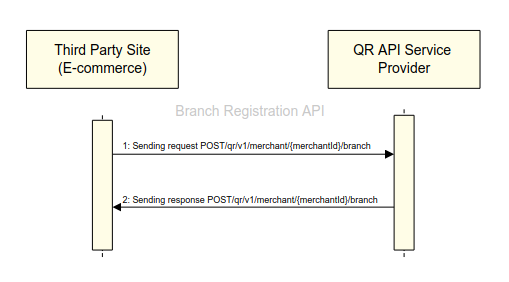 Third Party Site
(E-commerce)
QR API Service
Provider
Branch Registration API
1: Sending request POST/qr/v1/merchant/{merchantId}/branch
2: Sending response POST/qr/v1/merchant/{merchantId}/branch